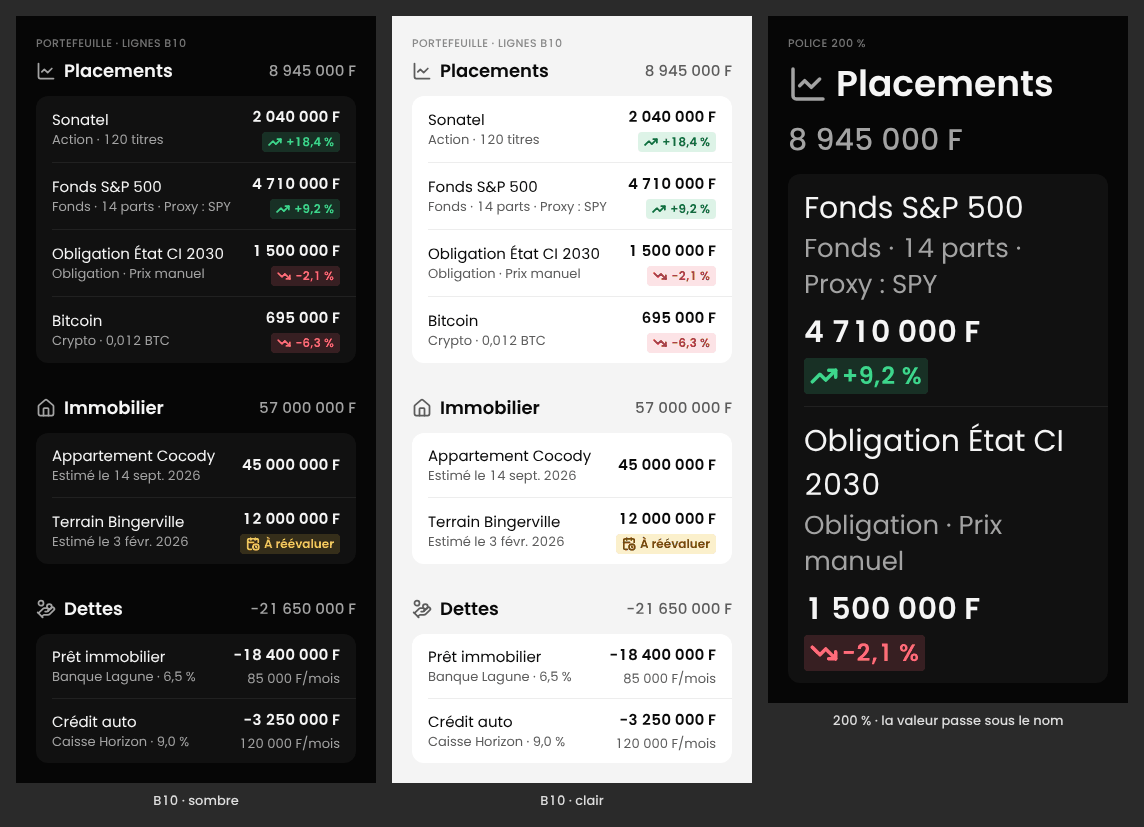 PORTEFEUILLE · LIGNES B10
Placements 8 945 000 F
Sonatel 2 040 000 F
Action · 120 titres +18,4 %
Fonds S&P 500 4 710 000 F
Fonds · 14 parts · Proxy : SPY +9,2 %
Obligation État CI 2030 1 500 000 F
Obligation · Prix manuel -2,1 %
Bitcoin 695 000 F
Crypto · 0,012 BTC -6,3 %
Immobilier 57 000 000 F
Appartement Cocody 45 000 000 F
Estimé le 14 sept. 2026
Terrain Bingerville 12 000 000 F
Estimé le 3 févr. 2026 À réévaluer
Dettes -21 650 000 F
Prêt immobilier -18 400 000 F
Banque Lagune · 6,5 % 85 000 F/mois
Crédit auto -3 250 000 F
Caisse Horizon · 9,0 % 120 000 F/mois
B10 · sombre
PORTEFEUILLE · LIGNES B10
Placements 8 945 000 F
Sonatel 2 040 000 F
Action · 120 titres +18,4 %
Fonds S&P 500 4 710 000 F
Fonds · 14 parts · Proxy : SPY +9,2 %
Obligation État CI 2030 1 500 000 F
Obligation · Prix manuel -2,1 %
Bitcoin 695 000 F
Crypto · 0,012 BTC -6,3 %
Immobilier 57 000 000 F
Appartement Cocody 45 000 000 F
Estimé le 14 sept. 2026
Terrain Bingerville 12 000 000 F
Estimé le 3 févr. 2026 À réévaluer
Dettes -21 650 000 F
Prêt immobilier -18 400 000 F
Banque Lagune · 6,5 % 85 000 F/mois
Crédit auto -3 250 000 F
Caisse Horizon · 9,0 % 120 000 F/mois
B10 · clair
POLICE 200 %
Placements
8 945 000 F
Fonds S&P 500
Fonds · 14 parts ·
Proxy : SPY
4 710 000 F
+9,2 %
Obligation État CI
2030
Obligation · Prix
manuel
1 500 000 F
-2,1 %
200 % · la valeur passe sous le nom